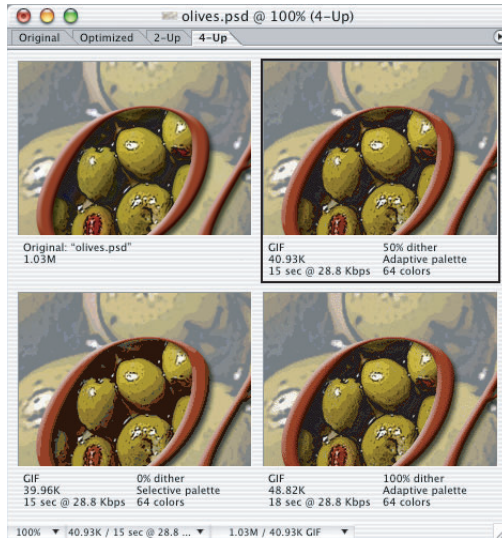 olives.psd @ 100% (4-Up)
Original Optimized 2-Up 4-Up
Original: "olives.psd"
1.03M
GIF 50% dither
40.93K Adaptive palette
15 sec @ 28.8 Kbps 64 colors
GIF 0% dither
39.96K Selective palette
15 sec @ 28.8 Kbps 64 colors
GIF 100% dither
48.82K Adaptive palette
18 sec @ 28.8 Kbps 64 colors
100% 40.93K / 15 sec @ 28.8 ... 1.03M / 40.93K GIF